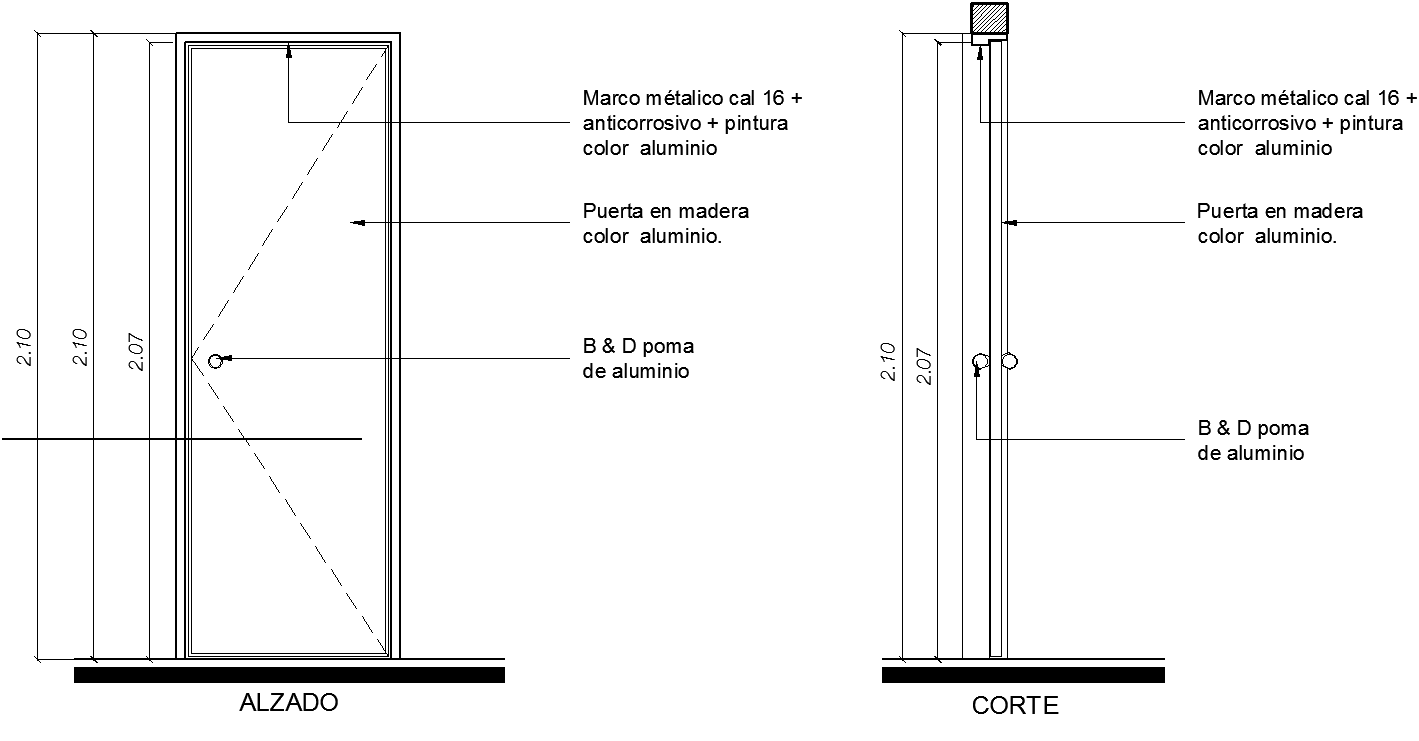 Marco métalico cal 16 +
anticorrosivo + pintura
color aluminio
Puerta en madera
color aluminio.
B & D poma
de aluminio
2.10
2.10
2.07
ALZADO
Marco métalico cal 16 +
anticorrosivo + pintura
color aluminio
Puerta en madera
color aluminio.
B & D poma
de aluminio
2.10
2.07
CORTE